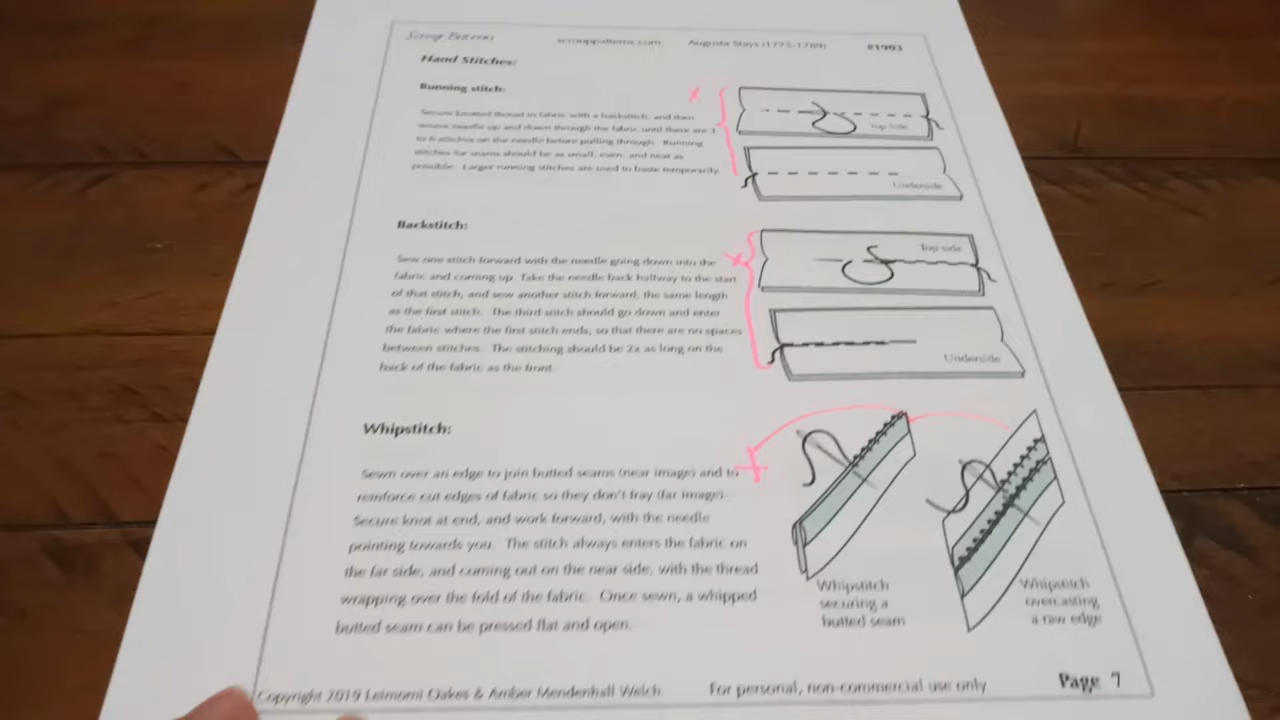 Scroop Patterns
scrooppatterns.com
Augusta Stays (1775-1789)
#1993
Hand Stitches:
Running stitch:
Secure knotted thread in fabric with a backstitch, and then
weave needle up and down through the fabric until there are 3
to 6 stitches on the needle before pulling through. Running
stitches for seams should be as small, even, and neat as
possible. Larger running stitches are used to baste temporarily.
Top Side
Underside
Backstitch:
Sew one stitch forward with the needle going down into the
fabric and coming up. Take the needle back halfway to the start
of that stitch, and sew another stitch forward, the same length
as the first stitch. The third stitch should go down and enter
the fabric where the first stitch ends, so that there are no spaces
between stitches. The stitching should be 2x as long on the
back of the fabric as the front.
Top side
Underside
Whipstitch:
Sewn over an edge to join butted seams (near image) and to
reinforce cut edges of fabric so they don't fray (far image).
Secure knot at end, and work forward, with the needle
pointing towards you. The stitch always enters the fabric on
the far side, and coming out on the near side, with the thread
wrapping over the fold of the fabric. Once sewn, a whipped
butted seam can be pressed flat and open.
Whipstitch
securing a
butted seam
Whipstitch
overcasting
a raw edge
Copyright 2019 Leimomi Oakes & Amber Mendenhall Welch
For personal, non-commercial use only
Page 7